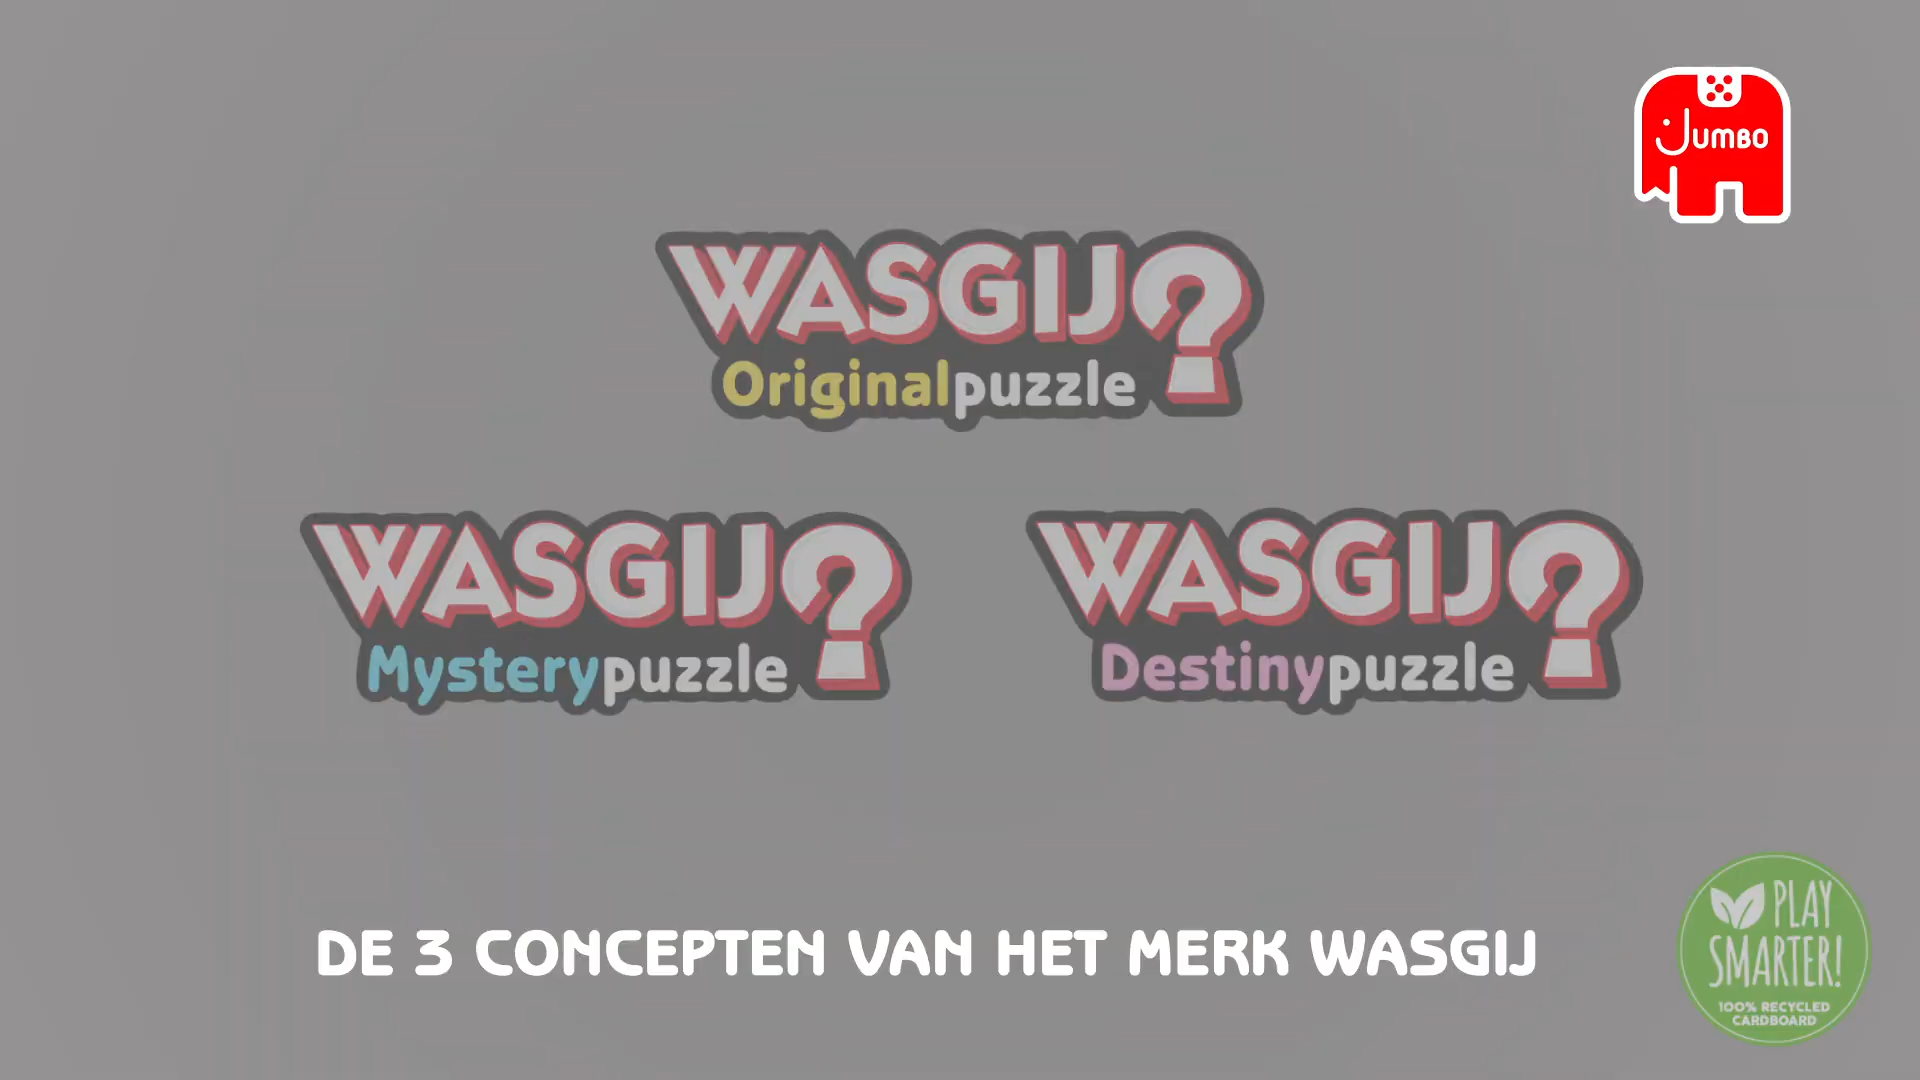 Jumbo
WASGIJ?
Originalpuzzle
WASGIJ?
Mysterypuzzle
WASGIJ?
Destinypuzzle
DE 3 CONCEPTEN VAN HET MERK WASGIJ
PLAY
SMARTER!
100% RECYCLED
CARDBOARD